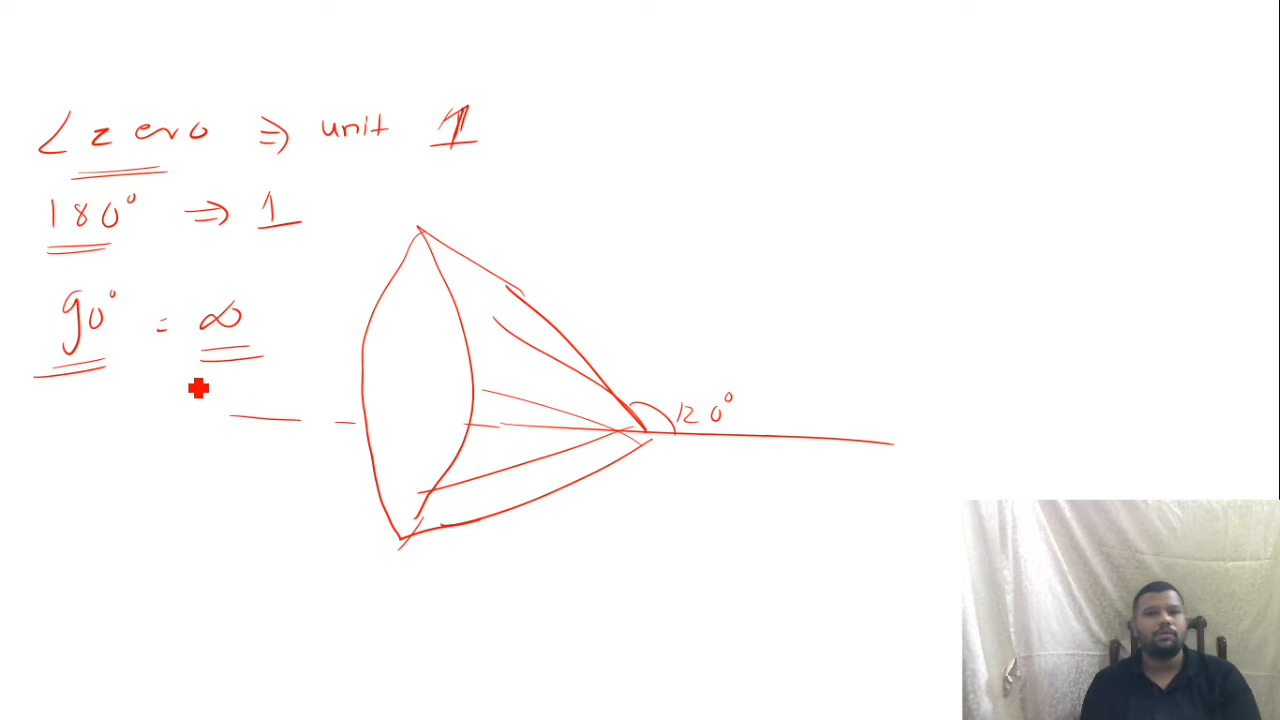 ∠zero ⇒ unit 1
180° ⇒ 1
90° = ∞
120°